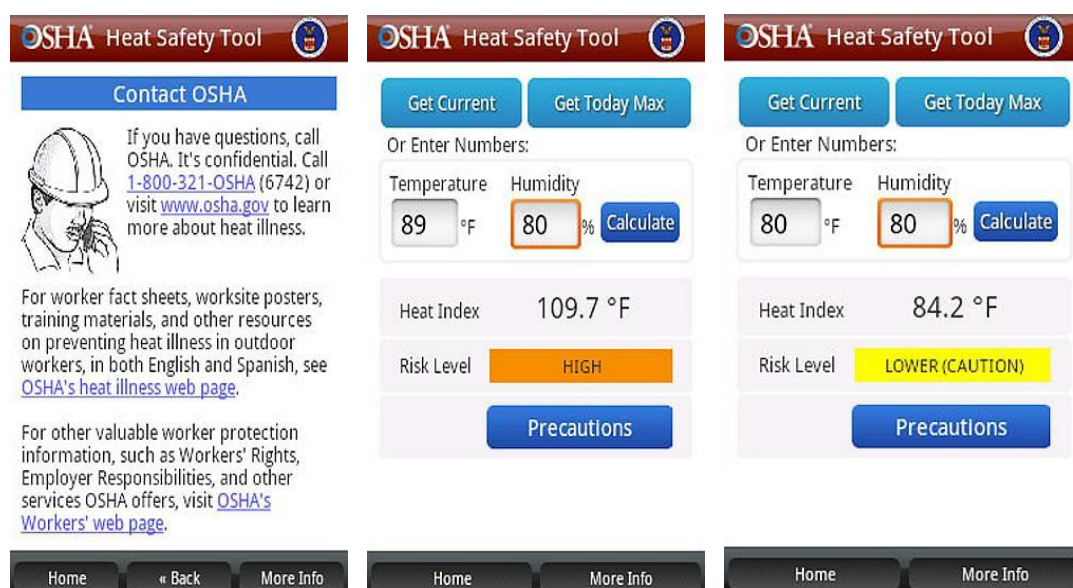 OSHA Heat Safety Tool
Contact OSHA
If you have questions, call
OSHA. It's confidential. Call
1-800-321-OSHA (6742) or
visit www.osha.gov to learn
more about heat illness.
For worker fact sheets, worksite posters,
training materials, and other resources
on preventing heat illness in outdoor
workers, in both English and Spanish, see
OSHA's heat illness web page.
For other valuable worker protection
information, such as Workers' Rights,
Employer Responsibilities, and other
services OSHA offers, visit OSHA's
Workers' web page.
Home « Back More Info
OSHA Heat Safety Tool
Get Current Get Today Max
Or Enter Numbers:
Temperature Humidity
89 °F 80 % Calculate
Heat Index 109.7 °F
Risk Level HIGH
Precautions
Home More Info
OSHA Heat Safety Tool
Get Current Get Today Max
Or Enter Numbers:
Temperature Humidity
80 °F 80 % Calculate
Heat Index 84.2 °F
Risk Level LOWER (CAUTION)
Precautions
Home More Info